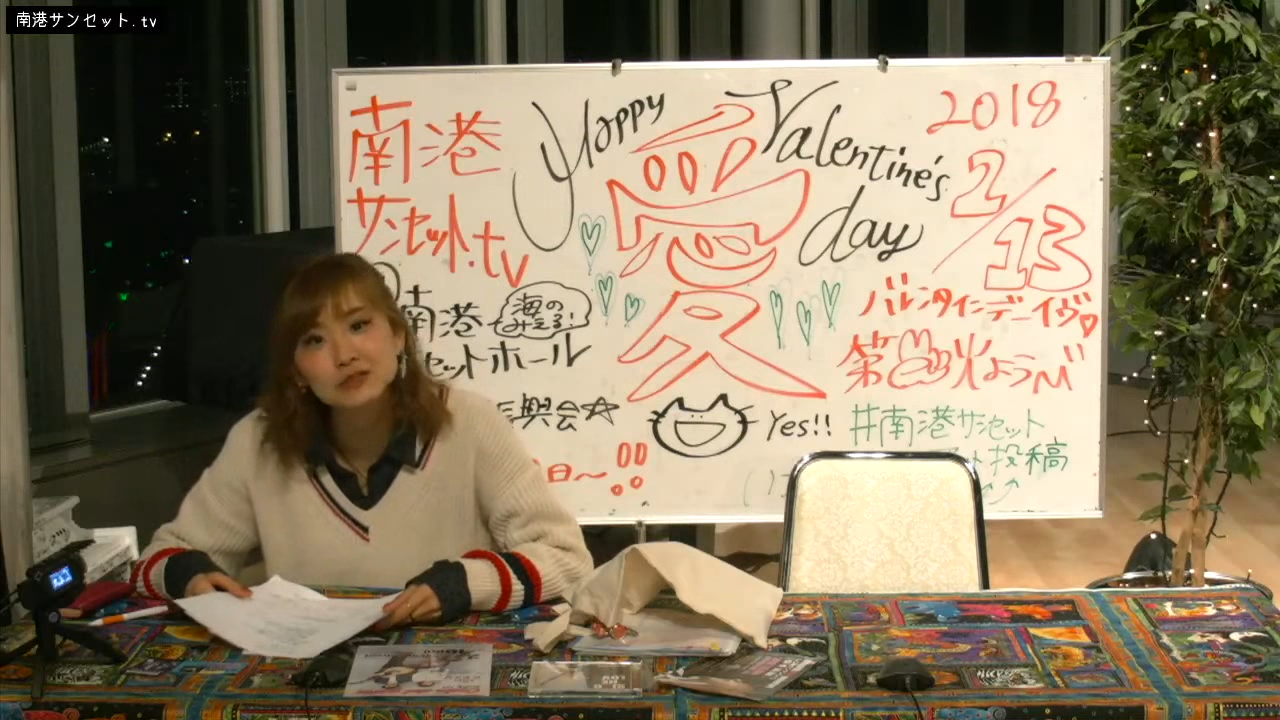 南港サンセット.tv
南港
サンセット.tv
Happy
愛
Valentine's
day
2018
2/13
南港
海の
みえる!
セットホール
興会☆
日~!!
Yes!!
バレンタインデーイヴ♡
第
火よう
#南港サンセット
投稿